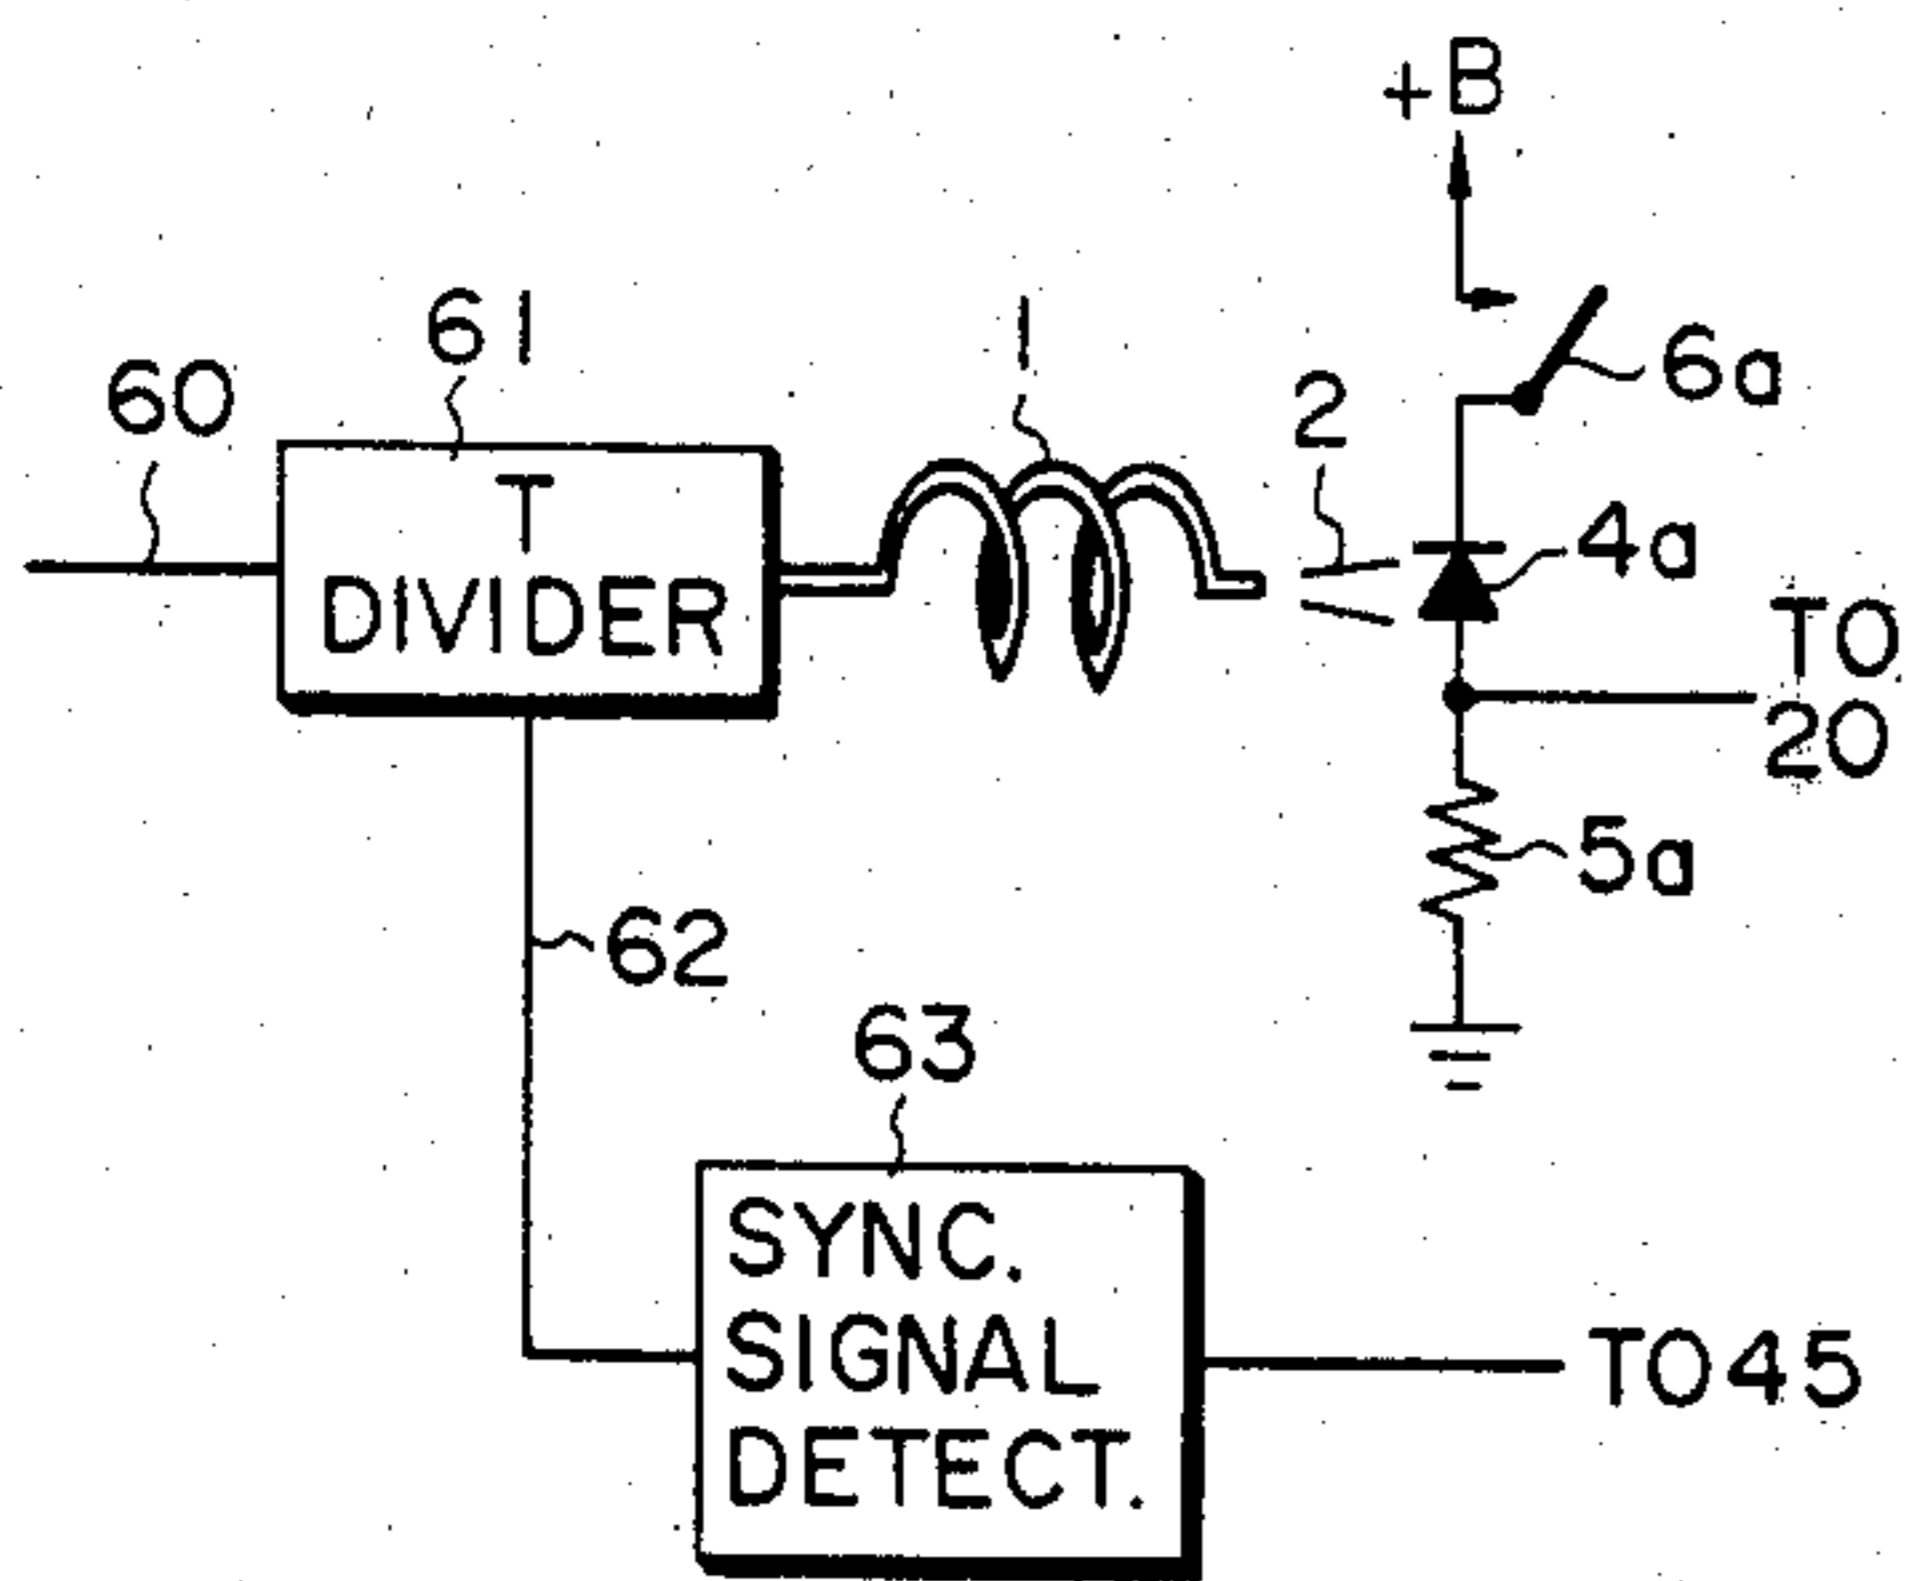 +B
61
1
60
2
6a
T
DIVIDER
4a
TO
20
5a
62
63
SYNC.
SIGNAL
DETECT.
TO45